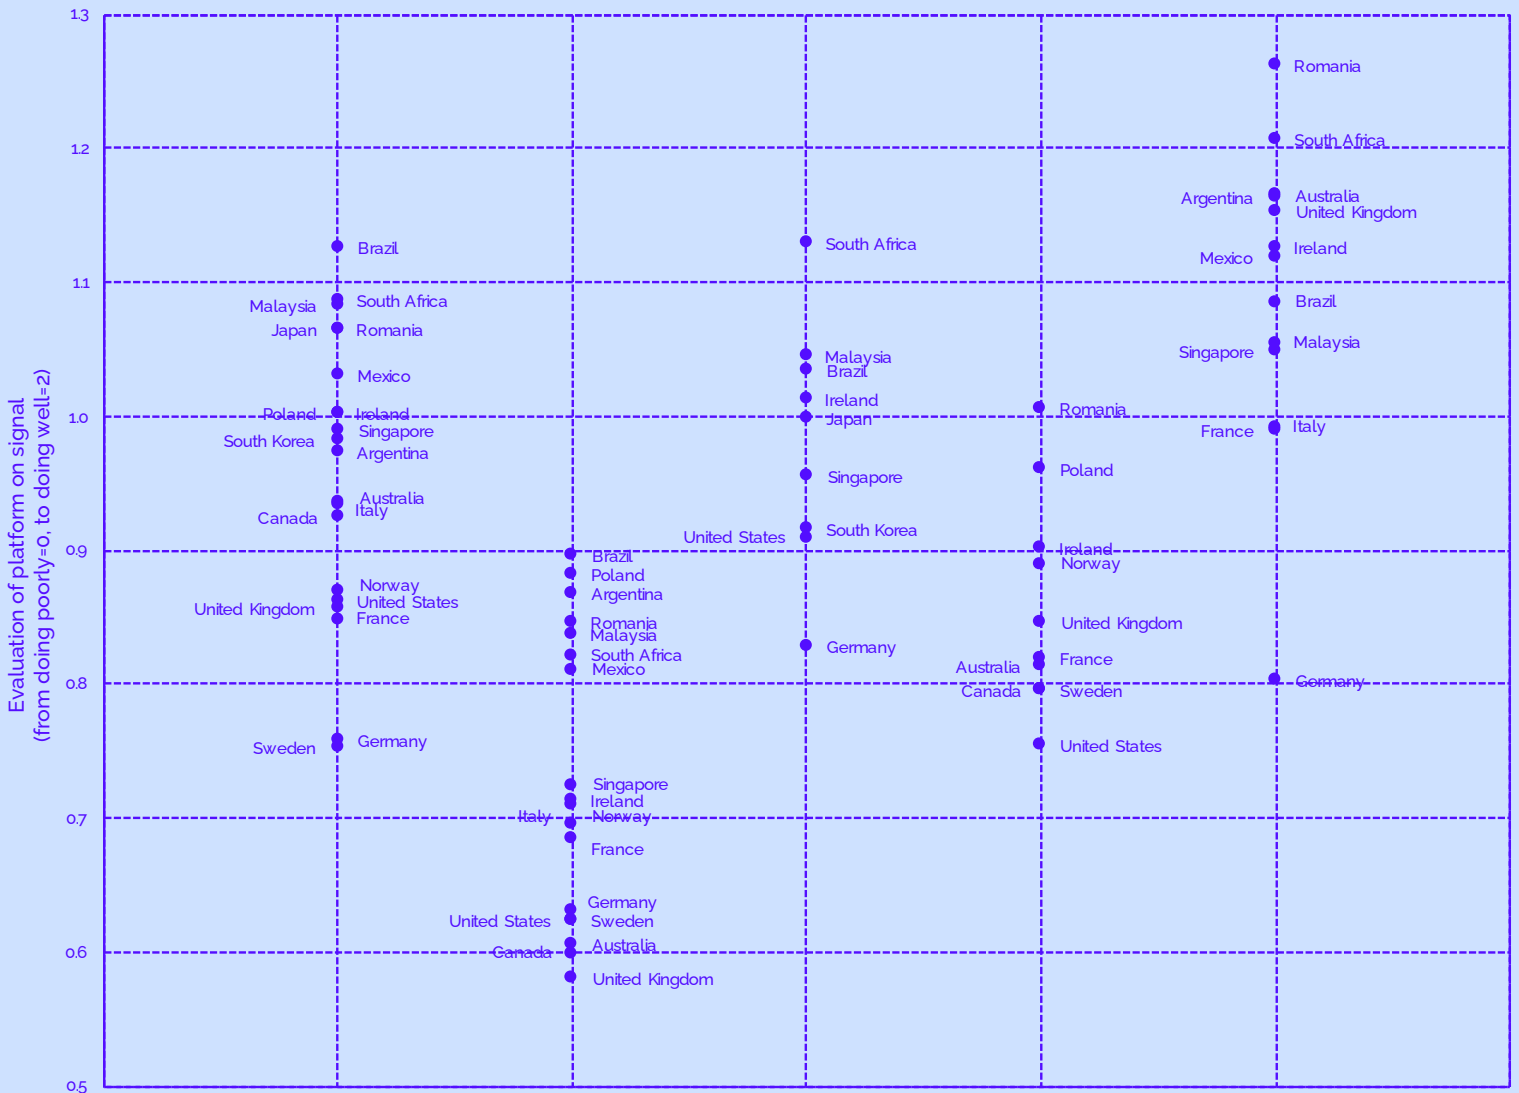 Evaluation of platform on signal
(from doing poorly=0, to doing well=2)
1.3
1.2
1.1
1.0
0.9
0.8
0.7
0.6
0.5
Brazil
Malaysia
South Africa
Japan
Romania
Mexico
Poland
Ireland
Singapore
South Korea
Argentina
Australia
Italy
Canada
Norway
United States
United Kingdom
France
Germany
Sweden
Brazil
Poland
Argentina
Romania
Malaysia
South Africa
Mexico
Singapore
Ireland
Italy
Norway
France
Germany
United States
Sweden
Australia
Canada
United Kingdom
South Africa
Malaysia
Brazil
Ireland
Japan
Singapore
South Korea
United States
Germany
Romania
Poland
Ireland
Norway
United Kingdom
France
Australia
Canada
Sweden
United States
Romania
South Africa
Argentina
Australia
United Kingdom
Ireland
Mexico
Brazil
Malaysia
Singapore
Italy
France
Germany